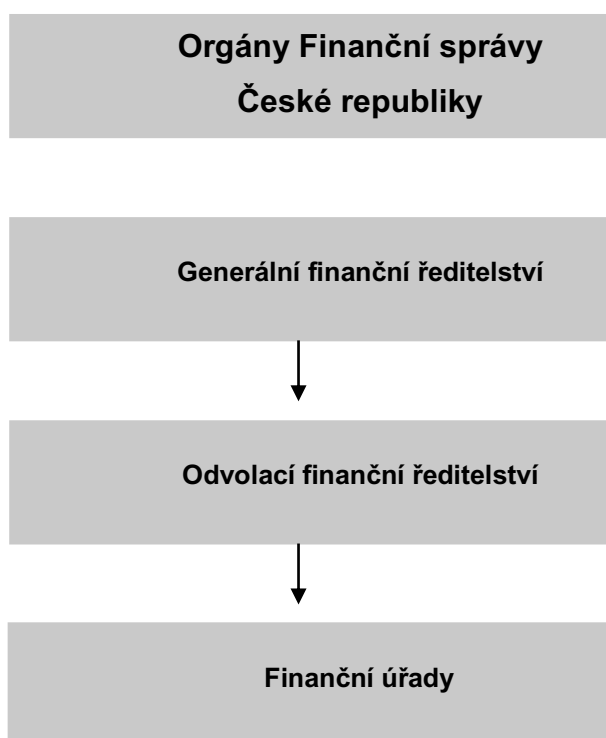 Orgány Finanční správy
České republiky
Generální finanční ředitelství
Odvolací finanční ředitelství
Finanční úřady